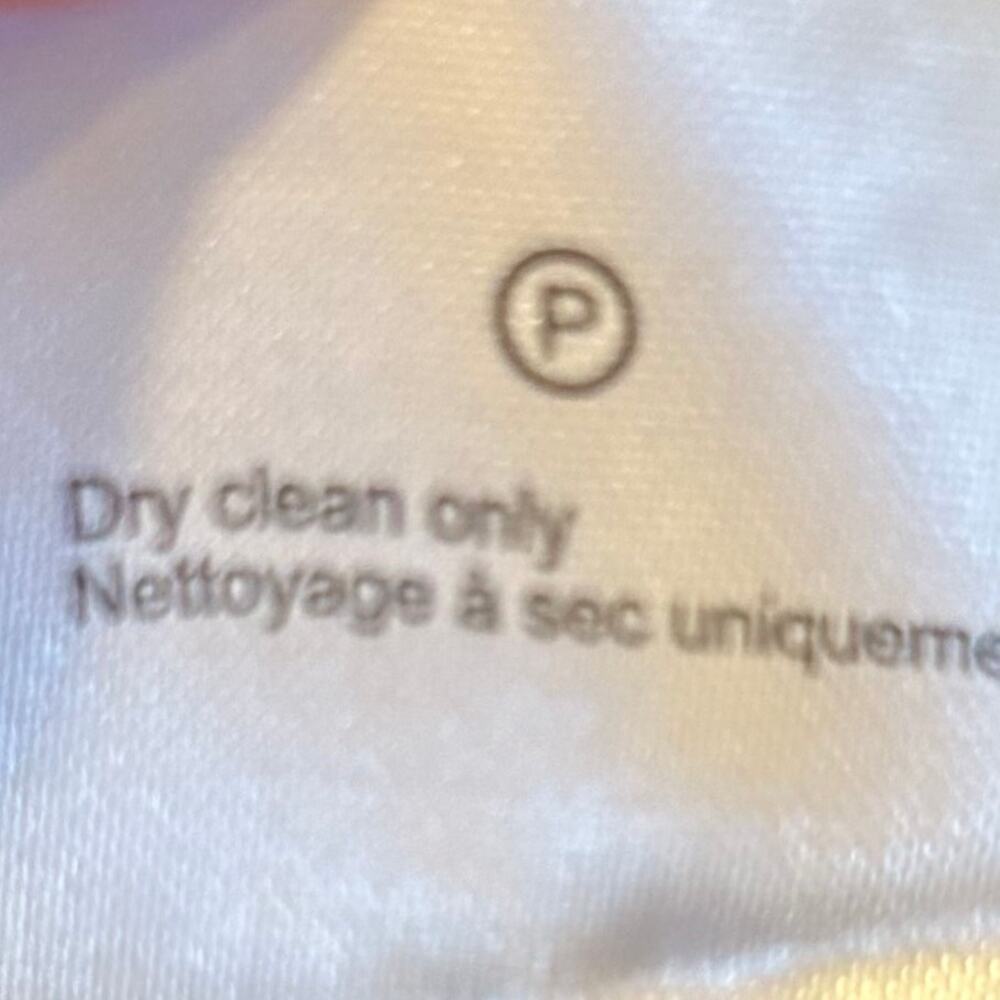 P
Dry clean only
Nettoyage à sec uniqueme